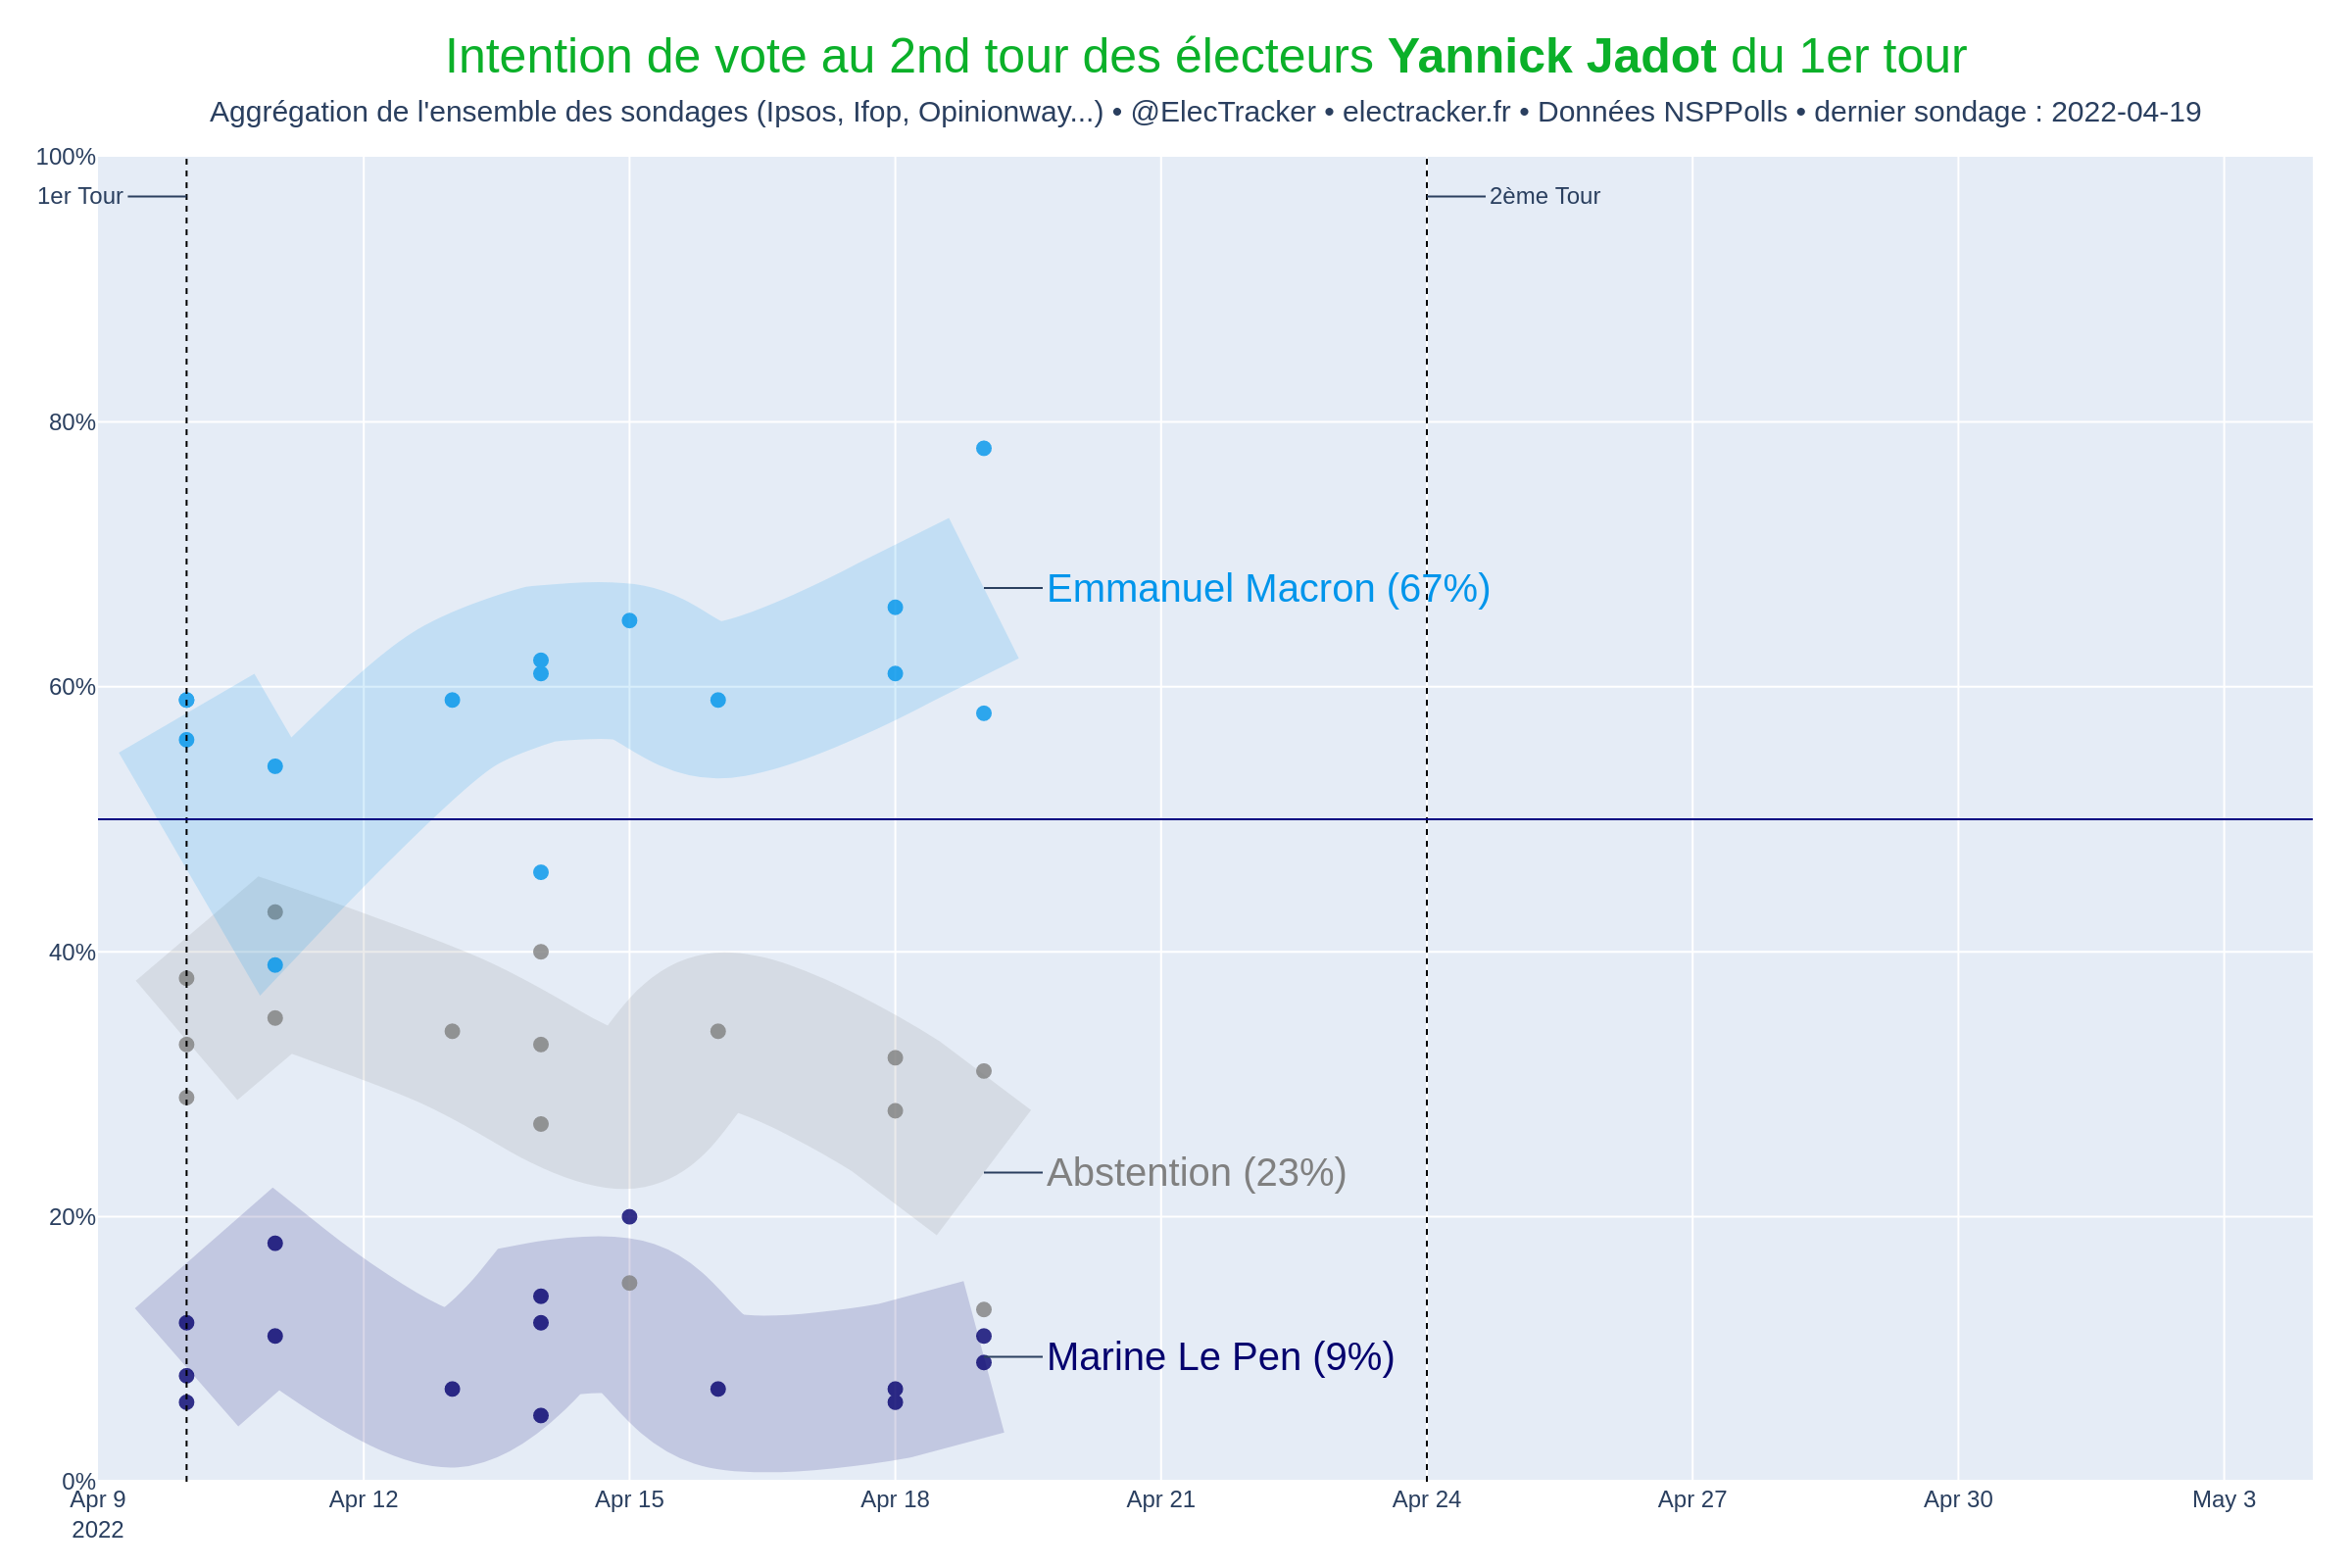 Intention de vote au 2nd tour des électeurs Yannick Jadot du 1er tour
Aggrégation de l'ensemble des sondages (Ipsos, Ifop, Opinionway...) • @ElecTracker • electracker.fr • Données NSPPolls • dernier sondage : 2022-04-19
100%
1er Tour
2ème Tour
80%
Emmanuel Macron (67%)
60%
40%
Abstention (23%)
20%
Marine Le Pen (9%)
0%
Apr 9 Apr 12 Apr 15 Apr 18 Apr 21 Apr 24 Apr 27 Apr 30 May 3
2022